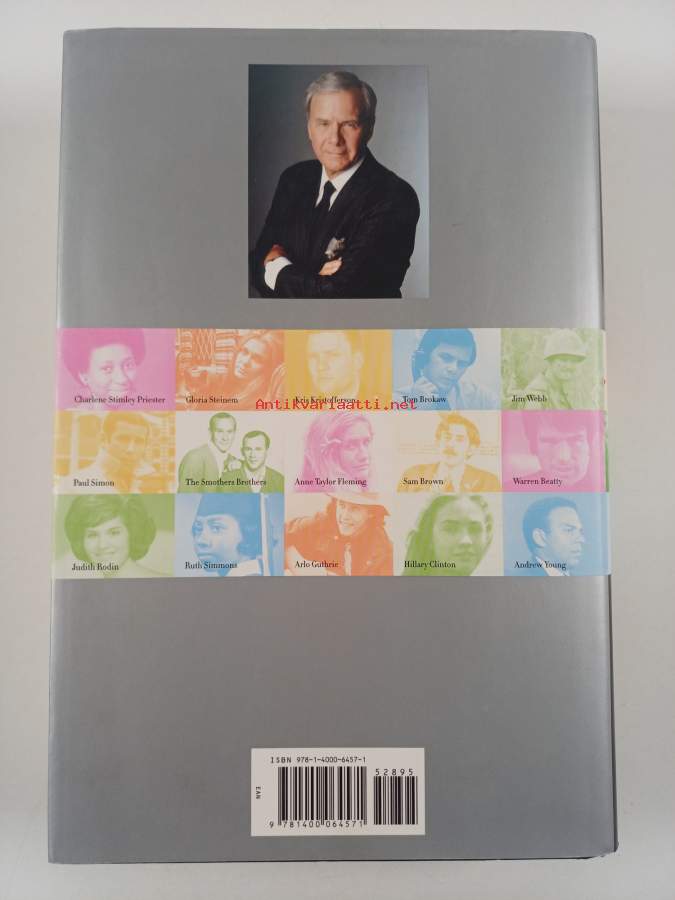 Charlene Stimley Priester
Gloria Steinem
Kris Kristofferson
Tom Brokaw
Jim Webb
Antikvariaatti.net
Paul Simon
The Smothers Brothers
Anne Taylor Fleming
Sam Brown
Warren Beatty
Judith Rodin
Ruth Simmons
Arlo Guthrie
Hillary Clinton
Andrew Young
ISBN 978-1-4000-6457-1
52895
EAN
9 781400 064571